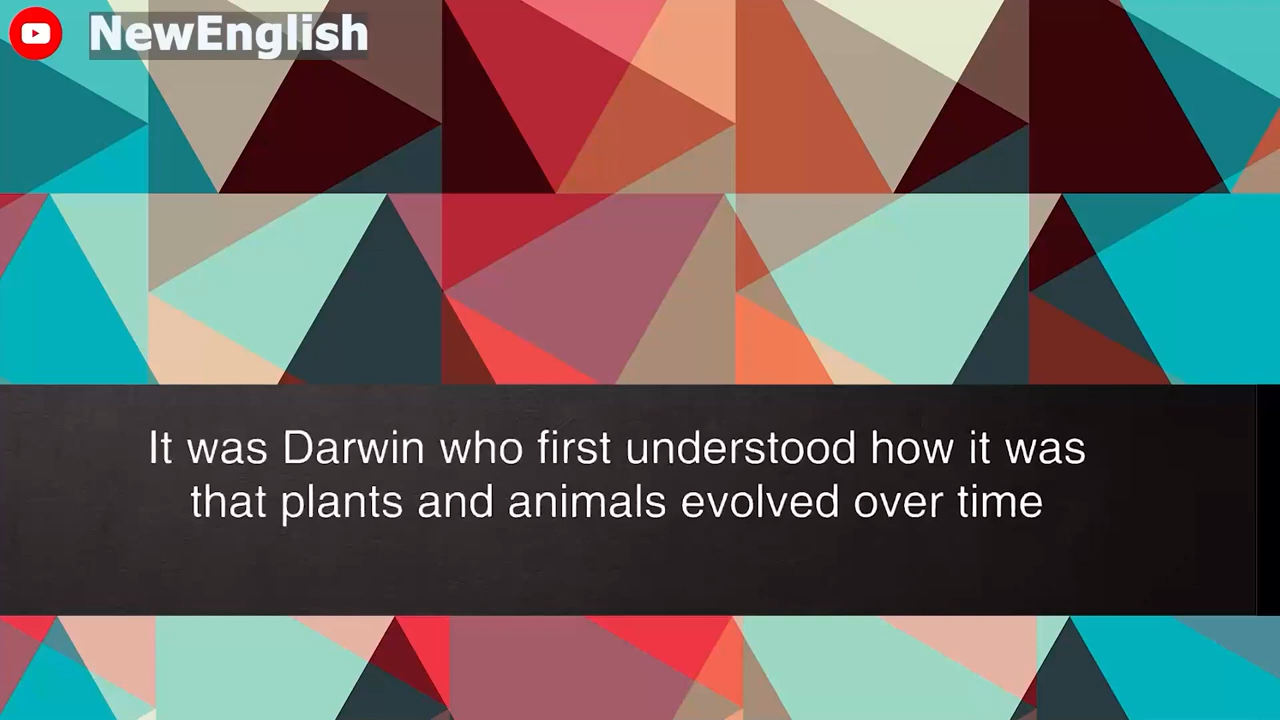 NewEnglish
It was Darwin who first understood how it was
that plants and animals evolved over time